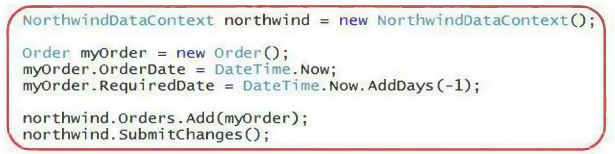 NorthwindDataContext northwind = new NorthwindDataContext();
Order myOrder = new Order();
myOrder.OrderDate = DateTime.Now;
myOrder.RequiredDate = DateTime.Now.AddDays(-1);
northwind.Orders.Add(myOrder);
northwind.SubmitChanges();